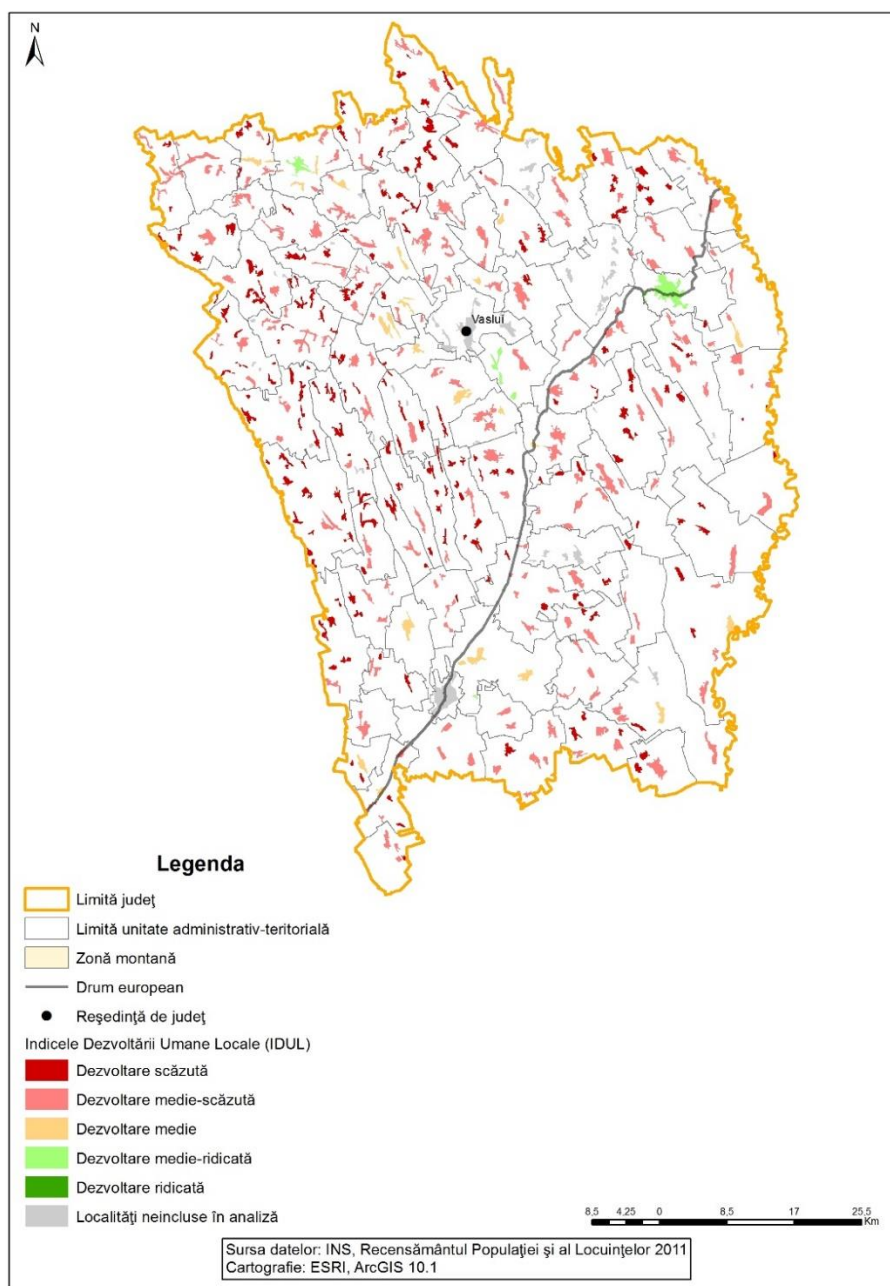 N
Vaslui
Legenda
Limită județ
Limită unitate administrativ-teritorială
Zonă montană
Drum european
Reşedinţă de judeţ
Indicele Dezvoltării Umane Locale (IDUL)
Dezvoltare scăzută
Dezvoltare medie-scăzută
Dezvoltare medie
Dezvoltare medie-ridicată
Dezvoltare ridicată
Localităţi neincluse în analiză
8,5 4,25 0 8,5 17 25,5
Km
Sursa datelor: INS, Recensământul Populaţiei şi al Locuinţelor 2011
Cartografie: ESRI, ArcGIS 10.1